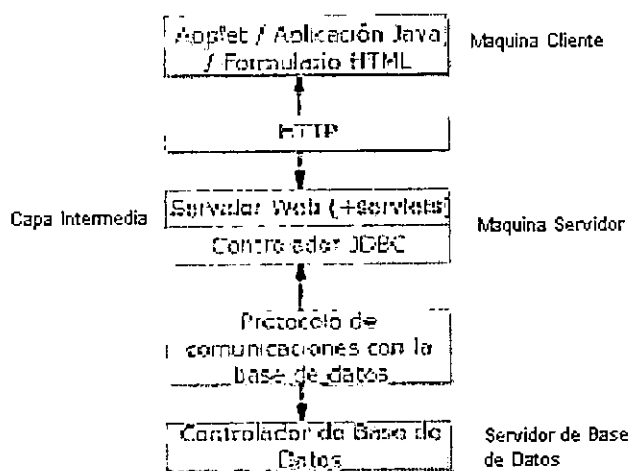 Applet / Aplicación Java
/ Formulario HTML
Maquina Cliente
HTTP
Capa Intermedia
Servidor Web (+servlets)
Maquina Servidor
Controlador JDBC
Protocolo de
comunicaciones con la
base de datos
Controlador de Base de
Datos
Servidor de Base
de Datos